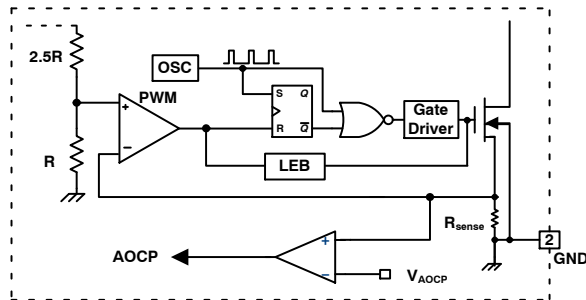 2.5R
OSC
PWM
S Q
R Q̅
Gate
Driver
+
−
R
LEB
Rsense
2
GND
AOCP
+
−
VAOCP